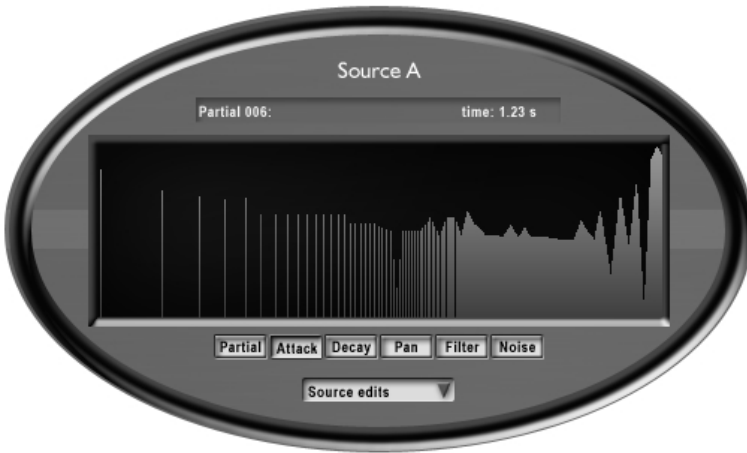 Source A
Partial 006: time: 1.23 s
Partial Attack Decay Pan Filter Noise
Source edits